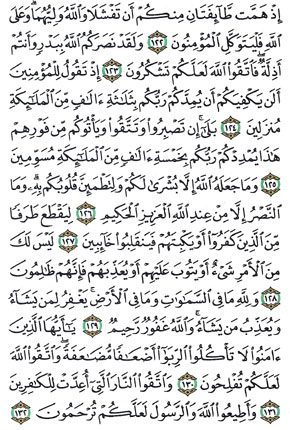 إِذْ هَمَّت طَّآئِفَتَانِ مِنكُمْ أَن تَفْشَلَا وَٱللَّهُ وَلِيُّهُمَا ۗ وَعَلَى
ٱللَّهِ فَلْيَتَوَكَّلِ ٱلْمُؤْمِنُونَ ١٢٢ وَلَقَدْ نَصَرَكُمُ ٱللَّهُ بِبَدْرٍ وَأَنتُمْ
أَذِلَّةٌ ۖ فَٱتَّقُوا۟ ٱللَّهَ لَعَلَّكُمْ تَشْكُرُونَ ١٢٣ إِذْ تَقُولُ لِلْمُؤْمِنِينَ
أَلَن يَكْفِيَكُمْ أَن يُمِدَّكُمْ رَبُّكُم بِثَلَـٰثَةِ ءَالَـٰفٍ مِّنَ ٱلْمَلَـٰٓئِكَةِ
مُنزَلِينَ ١٢٤ بَلَىٰٓ ۚ إِن تَصْبِرُوا۟ وَتَتَّقُوا۟ وَيَأْتُوكُم مِّن فَوْرِهِمْ
هَـٰذَا يُمْدِدْكُمْ رَبُّكُم بِخَمْسَةِ ءَالَـٰفٍ مِّنَ ٱلْمَلَـٰٓئِكَةِ مُسَوِّمِينَ
١٢٥ وَمَا جَعَلَهُ ٱللَّهُ إِلَّا بُشْرَىٰ لَكُمْ وَلِتَطْمَئِنَّ قُلُوبُكُم بِهِۦ ۗ وَمَا
ٱلنَّصْرُ إِلَّا مِنْ عِندِ ٱللَّهِ ٱلْعَزِيزِ ٱلْحَكِيمِ ١٢٦ لِيَقْطَعَ طَرَفًا
مِّنَ ٱلَّذِينَ كَفَرُوٓا۟ أَوْ يَكْبِتَهُمْ فَيَنقَلِبُوا۟ خَآئِبِينَ ١٢٧ لَيْسَ لَكَ
مِنَ ٱلْأَمْرِ شَىْءٌ أَوْ يَتُوبَ عَلَيْهِمْ أَوْ يُعَذِّبَهُمْ فَإِنَّهُمْ ظَـٰلِمُونَ
١٢٨ وَلِلَّهِ مَا فِى ٱلسَّمَـٰوَٰتِ وَمَا فِى ٱلْأَرْضِ ۚ يَغْفِرُ لِمَن يَشَآءُ
وَيُعَذِّبُ مَن يَشَآءُ ۚ وَٱللَّهُ غَفُورٌ رَّحِيمٌ ١٢٩ يَـٰٓأَيُّهَا ٱلَّذِينَ
ءَامَنُوا۟ لَا تَأْكُلُوا۟ ٱلرِّبَوٰٓا۟ أَضْعَـٰفًا مُّضَـٰعَفَةً ۖ وَٱتَّقُوا۟ ٱللَّهَ
لَعَلَّكُمْ تُفْلِحُونَ ١٣٠ وَٱتَّقُوا۟ ٱلنَّارَ ٱلَّتِىٓ أُعِدَّتْ لِلْكَـٰفِرِينَ
١٣١ وَأَطِيعُوا۟ ٱللَّهَ وَٱلرَّسُولَ لَعَلَّكُمْ تُرْحَمُونَ ١٣٢